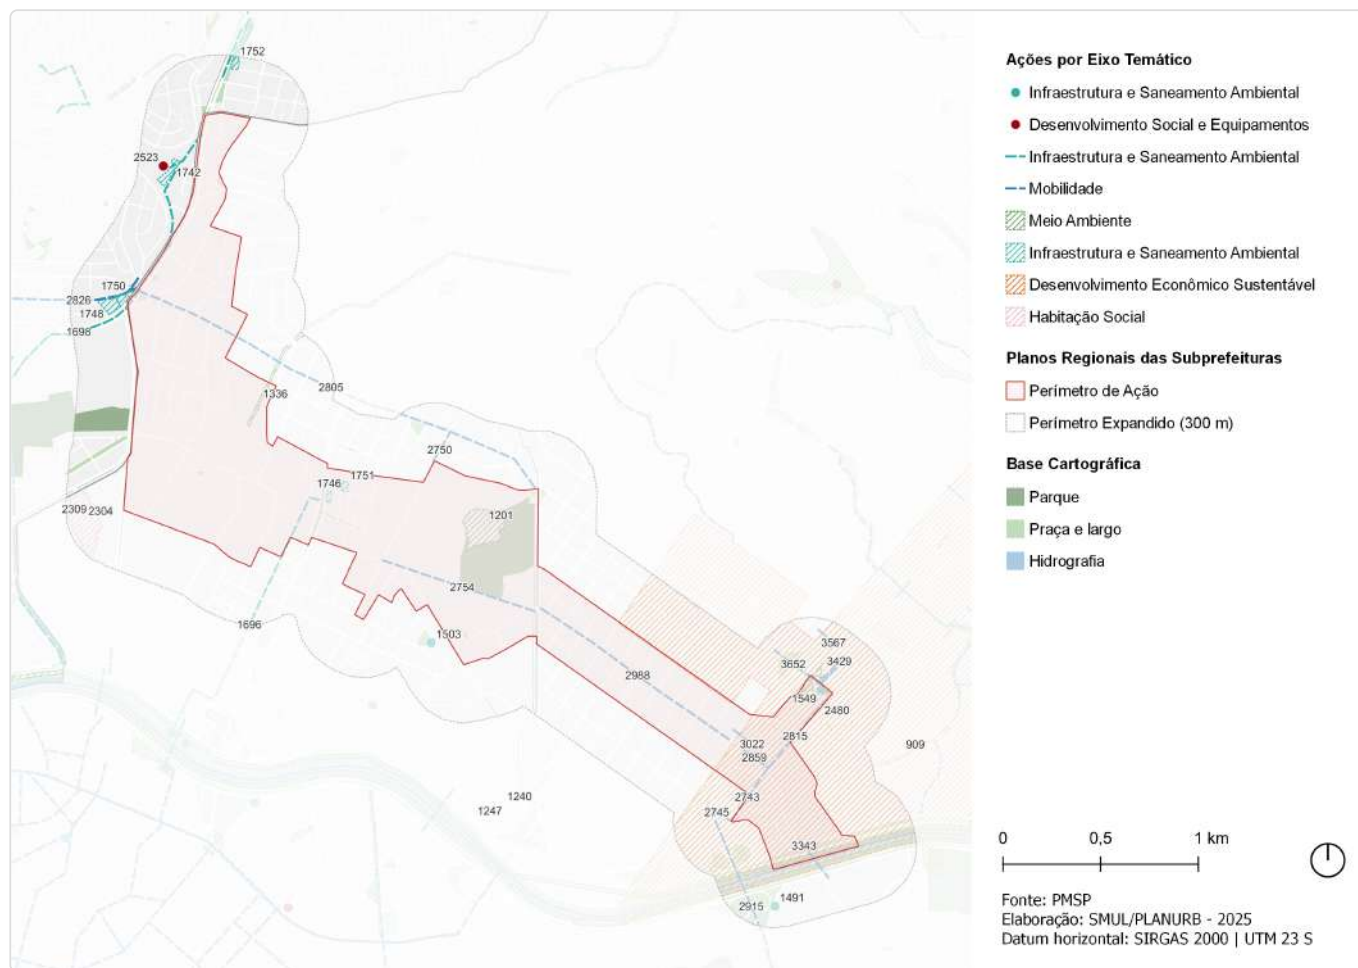 1752
2523
1742
1750
2826
1748
1698
1336
2805
2750
1751
1746
2309 2304
1201
2754
1696
1503
2988
3567
3652
3429
1549
2480
2815
3022
2859
909
2743
2745
1240
1247
3343
1491
2915
Ações por Eixo Temático
Infraestrutura e Saneamento Ambiental
Desenvolvimento Social e Equipamentos
Infraestrutura e Saneamento Ambiental
Mobilidade
Meio Ambiente
Infraestrutura e Saneamento Ambiental
Desenvolvimento Econômico Sustentável
Habitação Social
Planos Regionais das Subprefeituras
Perímetro de Ação
Perímetro Expandido (300 m)
Base Cartográfica
Parque
Praça e largo
Hidrografia
0 0,5 1 km
Fonte: PMSP
Elaboração: SMUL/PLANURB - 2025
Datum horizontal: SIRGAS 2000 | UTM 23 S